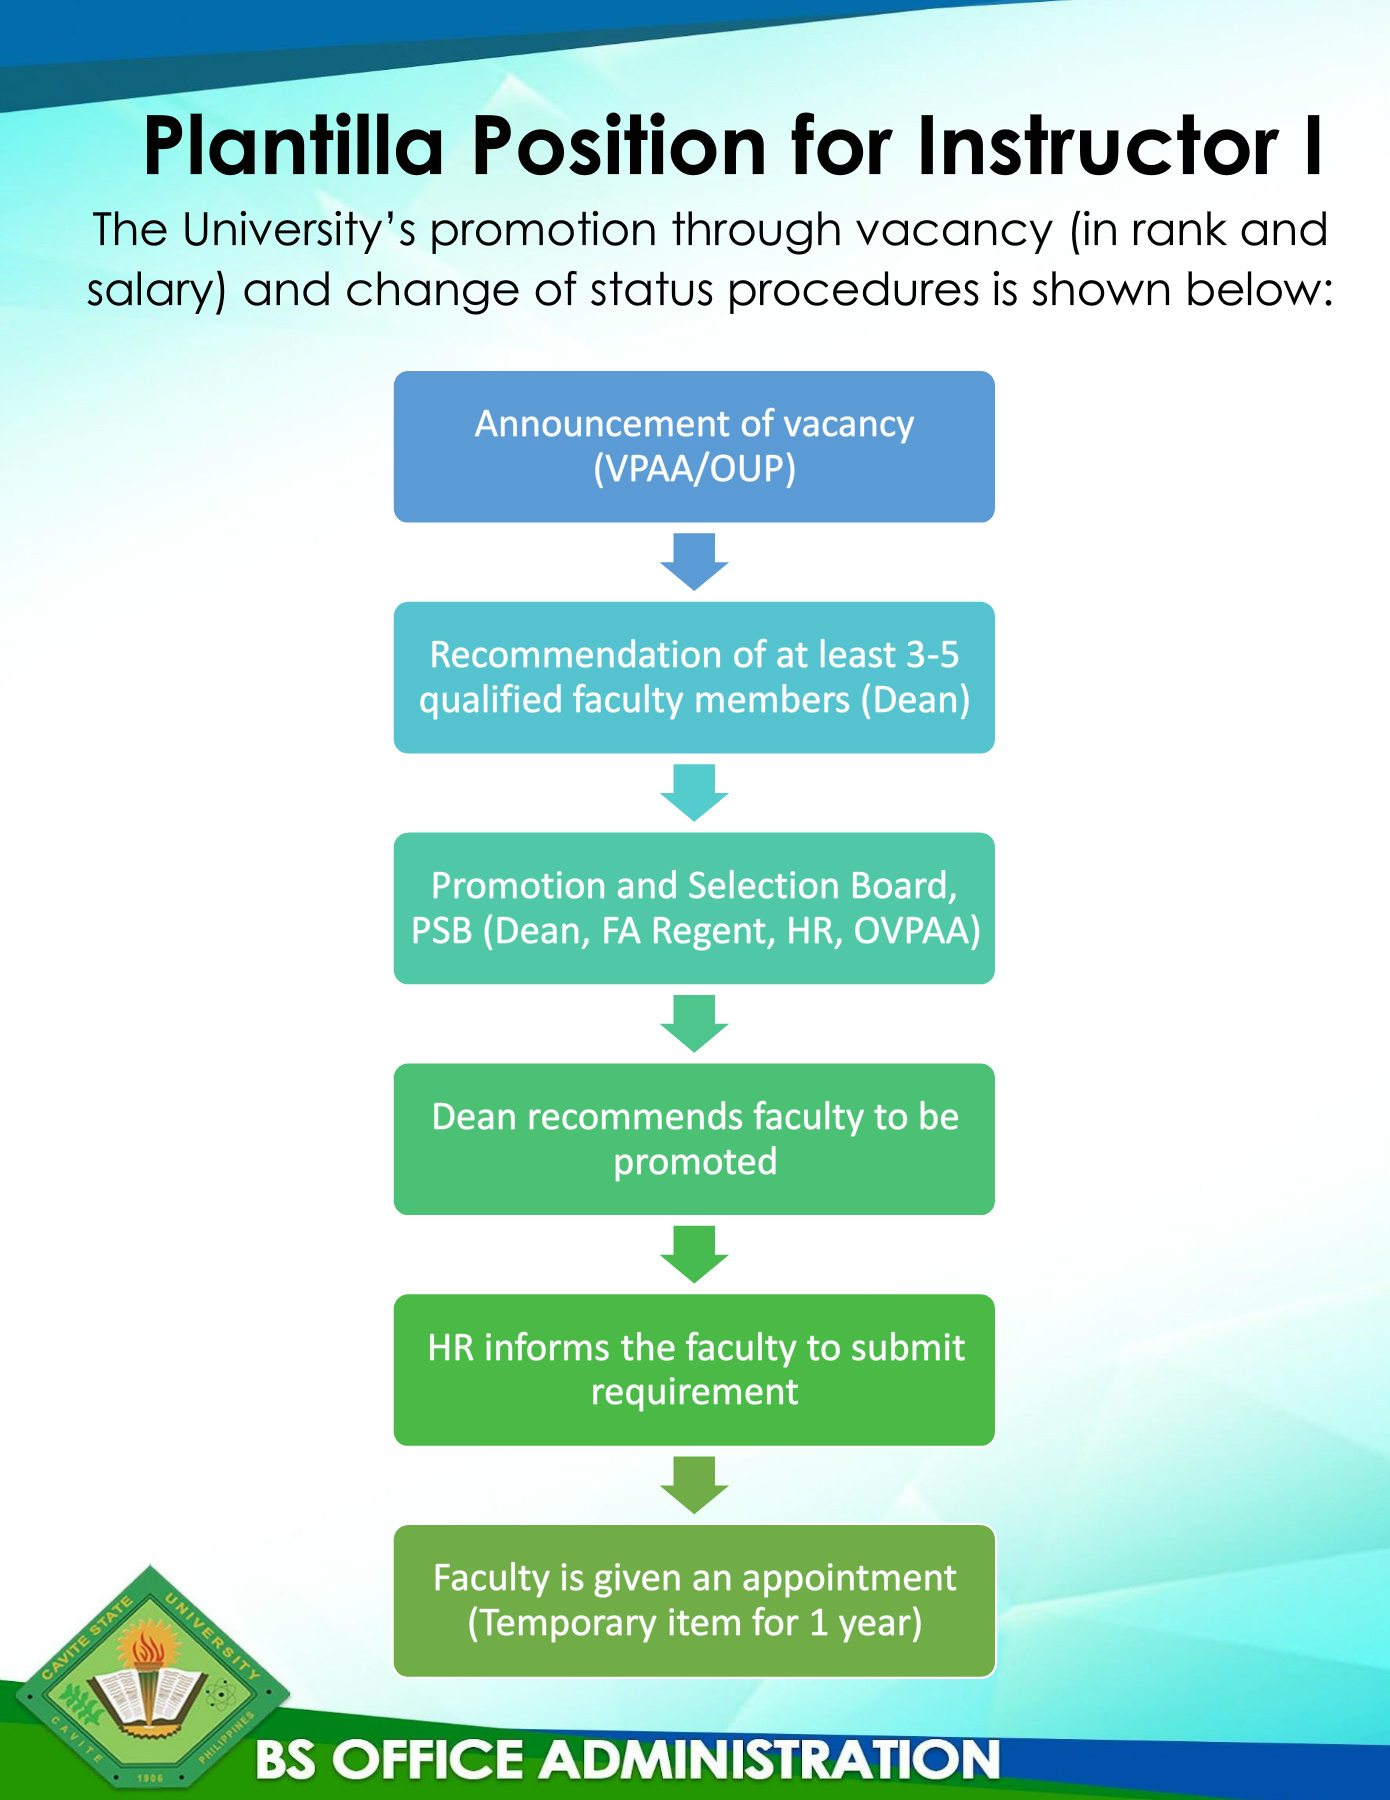 Plantilla Position for Instructor I
The University’s promotion through vacancy (in rank and
salary) and change of status procedures is shown below:
Announcement of vacancy
(VPAA/OUP)
Recommendation of at least 3-5
qualified faculty members (Dean)
Promotion and Selection Board,
PSB (Dean, FA Regent, HR, OVPAA)
Dean recommends faculty to be
promoted
HR informs the faculty to submit
requirement
Faculty is given an appointment
(Temporary item for 1 year)
CAVITE STATE UNIVERSITY
CAVITE
1906
PHILIPPINES
BS OFFICE ADMINISTRATION